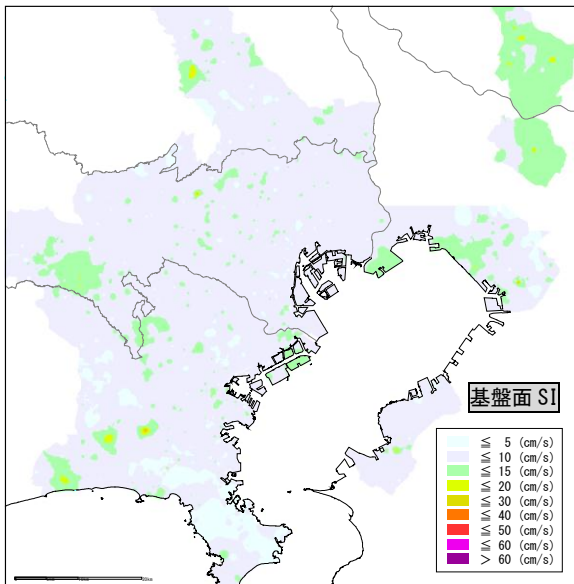 基盤面 SI
≦ 5 (cm/s)
≦ 10 (cm/s)
≦ 15 (cm/s)
≦ 20 (cm/s)
≦ 30 (cm/s)
≦ 40 (cm/s)
≦ 50 (cm/s)
≦ 60 (cm/s)
> 60 (cm/s)